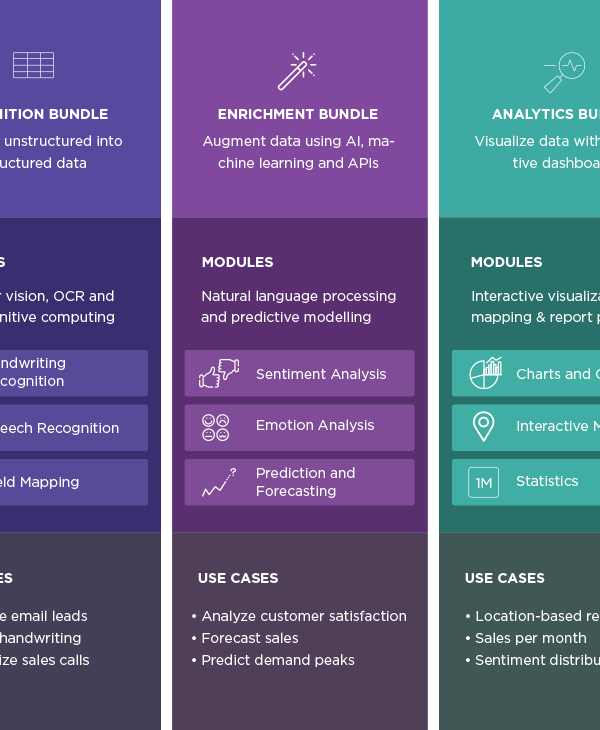 NITION BUNDLE
unstructured into
uctured data
S
vision, OCR and
nitive computing
ndwriting
cognition
eech Recognition
eld Mapping
ES
e email leads
handwriting
ize sales calls
ENRICHMENT BUNDLE
Augment data using AI, ma-
chine learning and APIs
MODULES
Natural language processing
and predictive modelling
Sentiment Analysis
Emotion Analysis
?
Prediction and
Forecasting
USE CASES
• Analyze customer satisfaction
• Forecast sales
• Predict demand peaks
ANALYTICS BU
Visualize data with
tive dashboa
MODULES
Interactive visualiza
mapping & report p
Charts and G
Interactive M
1M
Statistics
USE CASES
• Location-based re
• Sales per month
• Sentiment distribu